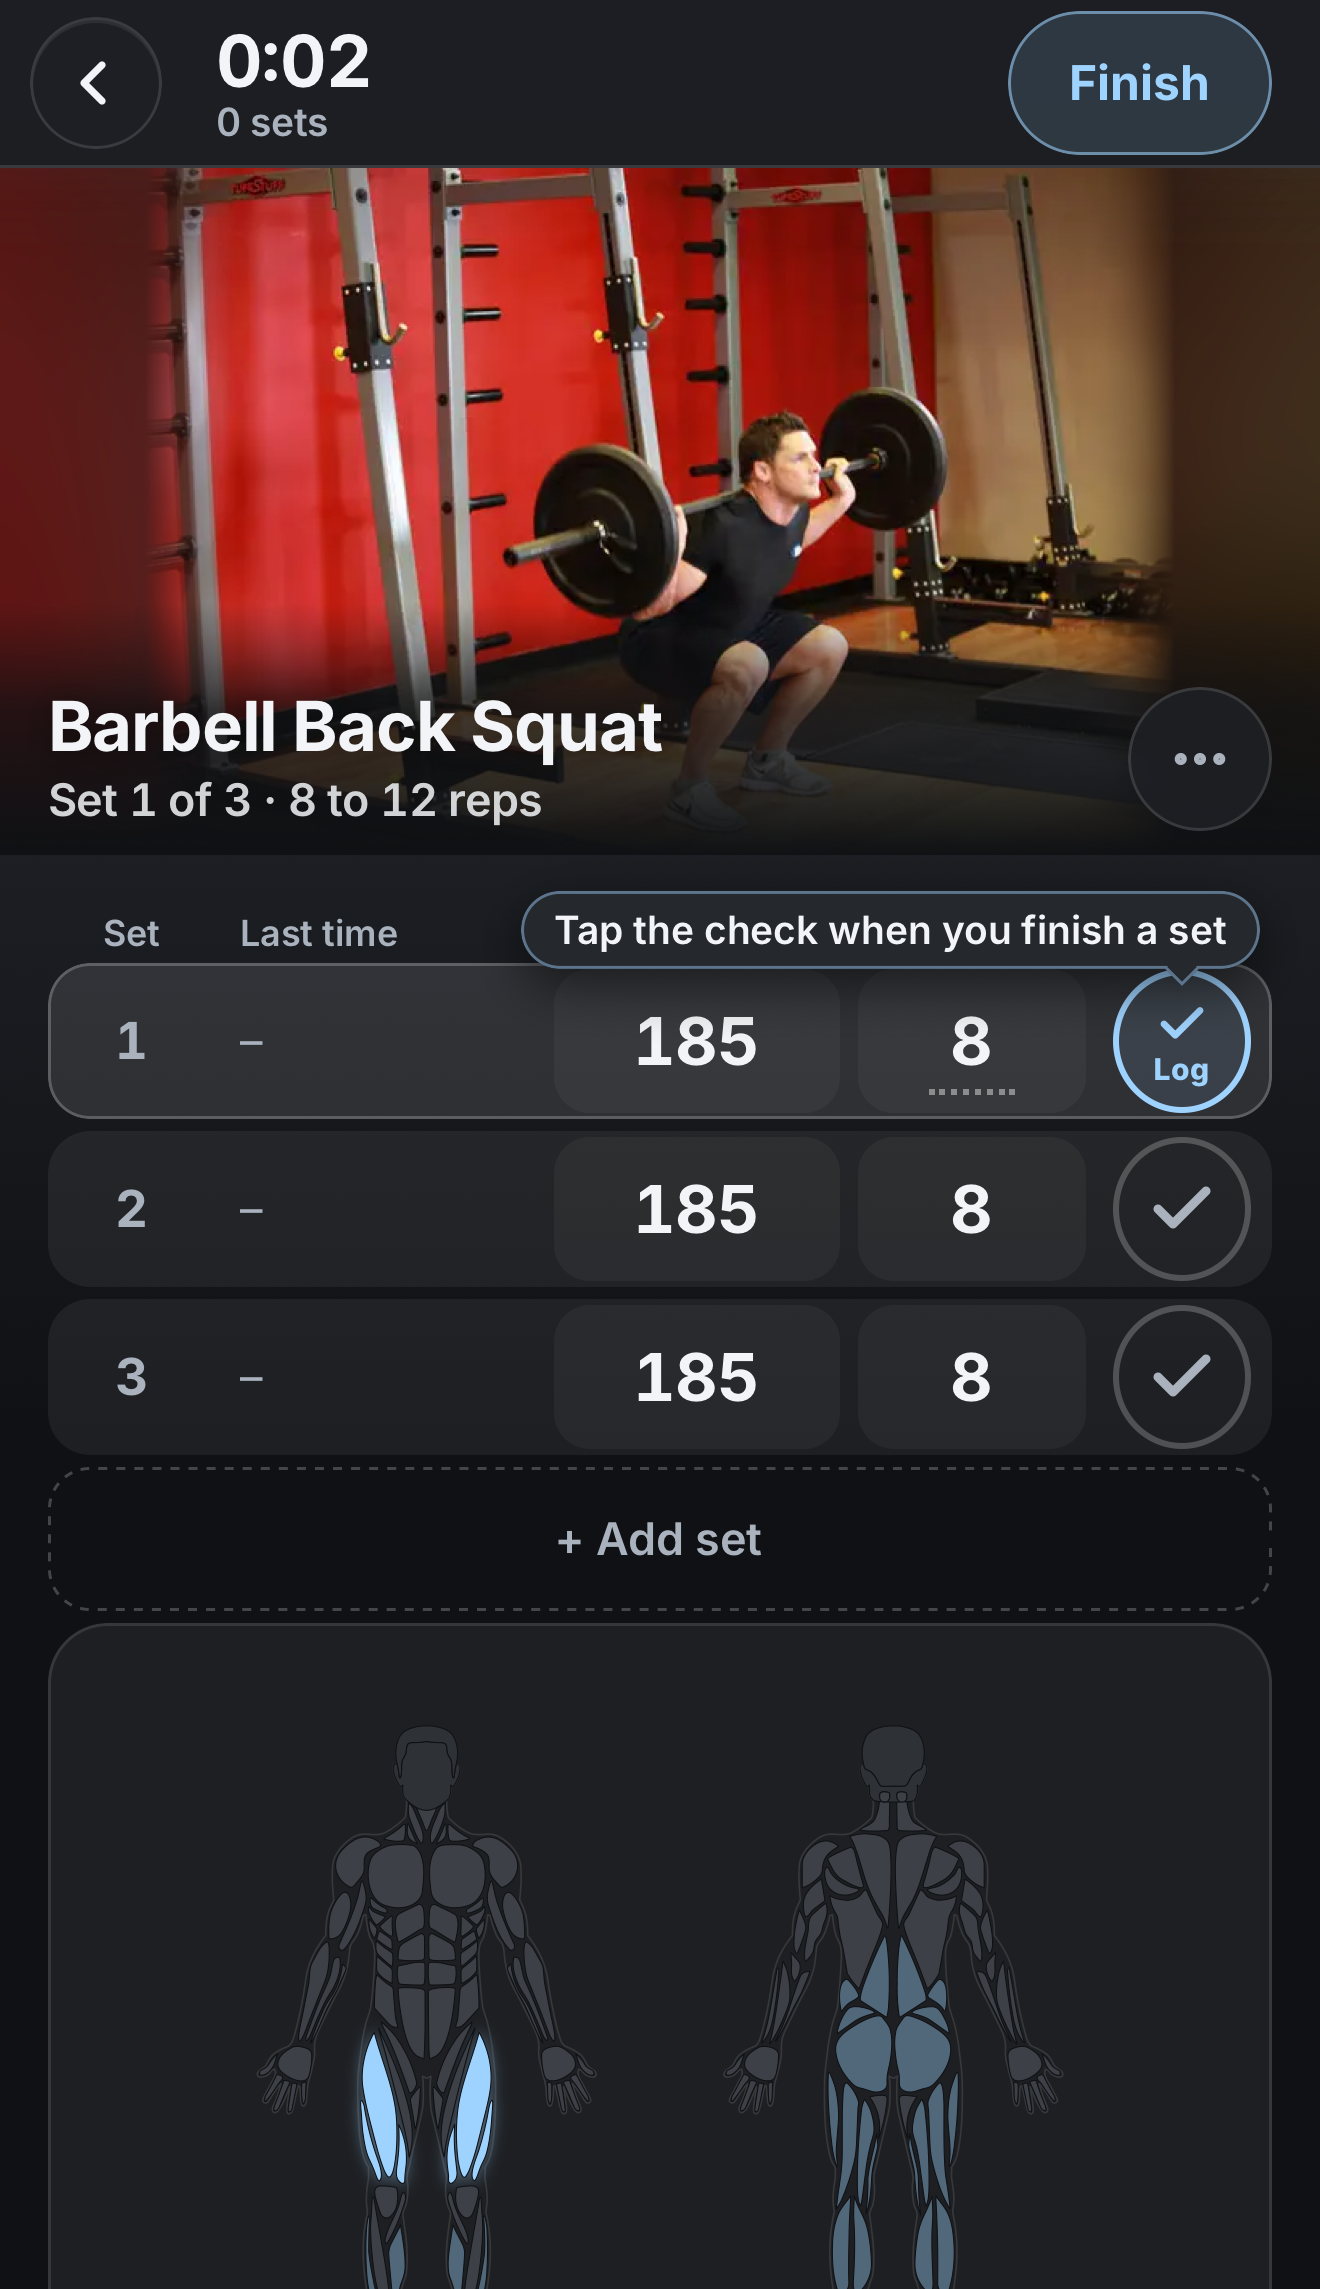 0:02
0 sets
Finish
Barbell Back Squat
Set 1 of 3 · 8 to 12 reps
Set Last time
Tap the check when you finish a set
1 – 185 8
Log
2 – 185 8
3 – 185 8
+ Add set